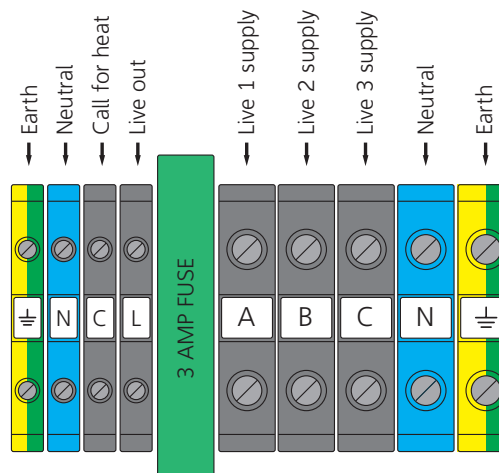 Earth
Neutral
Call for heat
Live out
Live 1 supply
Live 2 supply
Live 3 supply
Neutral
Earth
N
C
L
3 AMP FUSE
A
B
C
N